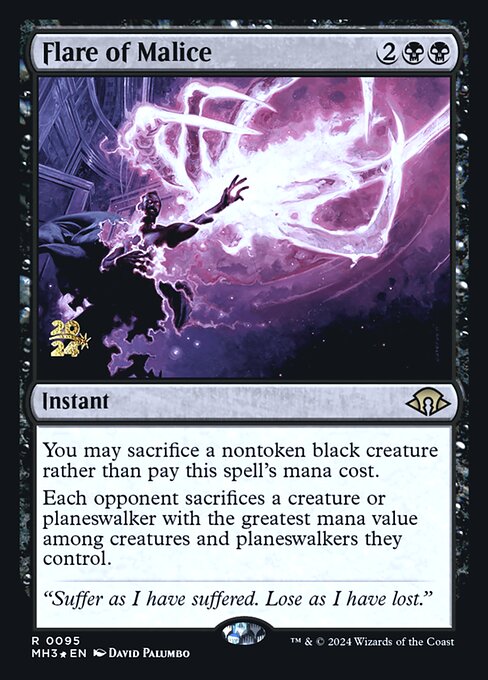 Flare of Malice 2
2024
Instant
You may sacrifice a nontoken black creature
rather than pay this spell's mana cost.
Each opponent sacrifices a creature or
planeswalker with the greatest mana value
among creatures and planeswalkers they
control.
“Suffer as I have suffered. Lose as I have lost.”
R 0095 ™ & © 2024 Wizards of the Coast
MH3★EN DAVID PALUMBO